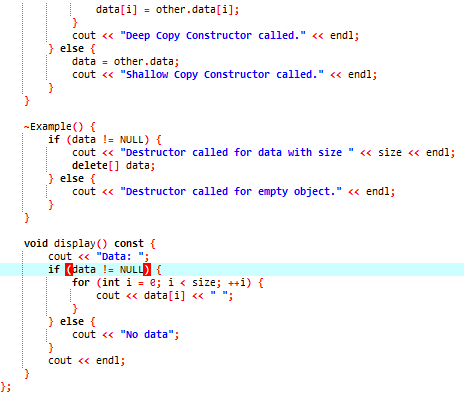 data[i] = other.data[i];
        }
        cout << "Deep Copy Constructor called." << endl;
    } else {
        data = other.data;
        cout << "Shallow Copy Constructor called." << endl;
    }
}

~Example() {
    if (data != NULL) {
        cout << "Destructor called for data with size " << size << endl;
        delete[] data;
    } else {
        cout << "Destructor called for empty object." << endl;
    }
}

void display() const {
    cout << "Data: ";
    if (data != NULL) {
        for (int i = 0; i < size; ++i) {
            cout << data[i] << " ";
        }
    } else {
        cout << "No data";
    }
    cout << endl;
}
};